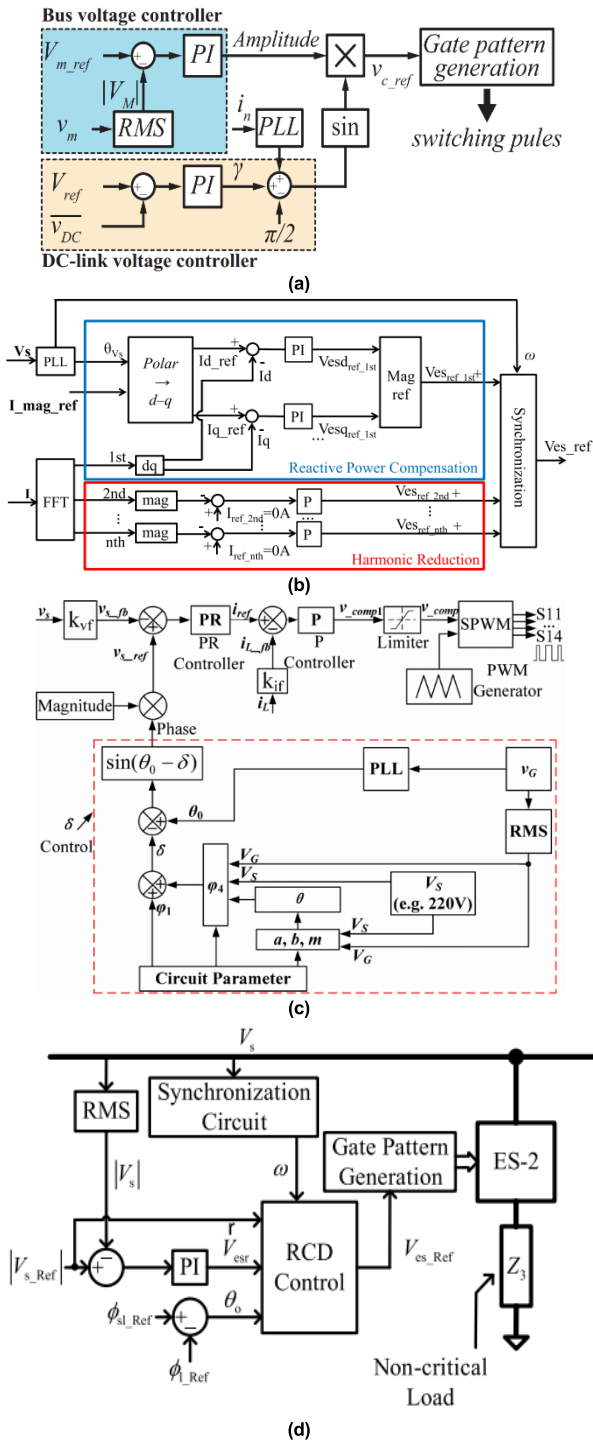 Bus voltage controller
V_m_ref
+
-
PI
Amplitude
×
v_c_ref
Gate pattern
generation
|V_M|
v_m
RMS
i_n
PLL
sin
switching pules
V_ref
+
-
PI
γ
+
+
-
v_DC
π/2
DC-link voltage controller
(a)
Vs
PLL
θ_Vs
Polar
→
d–q
Id_ref
+
-
Id
PI
Vesd_ref_1st
Mag
ref
Ves_ref_1st+
ω
I_mag_ref
Iq_ref
+
-
Iq
PI
...
Vesq_ref_1st
Synchronization
Ves_ref
1st
dq
Reactive Power Compensation
I
FFT
2nd
mag
-
+
I_ref_2nd=0A
P
Ves_ref_2nd +
⋮
...
⋮
nth
mag
-
+
I_ref_nth=0A
P
Ves_ref_nth +
Harmonic Reduction
(b)
v_s
k_vf
v_s_fb
-
+
PR
i_ref
+
-
P
v_comp1
v_comp
SPWM
S11
...
S14
PR
Controller
i_L_fb
P
Controller
Limiter
v_s_ref
k_if
i_L
PWM
Generator
Magnitude
Phase
sin(θ0 − δ)
PLL
v_G
θ0
+
-
RMS
δ
Control
δ
V_G
V_S
φ4
V_S
(e.g. 220V)
+
+
φ1
θ
V_S
a, b, m
V_G
Circuit Parameter
(c)
V_s
RMS
Synchronization
Circuit
Gate Pattern
Generation
ES-2
|V_s|
ω
r
|V_s_Ref|
+
−
PI
V_esr
RCD
Control
V_es_Ref
Z_3
ϕ_sl_Ref
+
−
θ_o
ϕ_l_Ref
Non-critical
Load
(d)